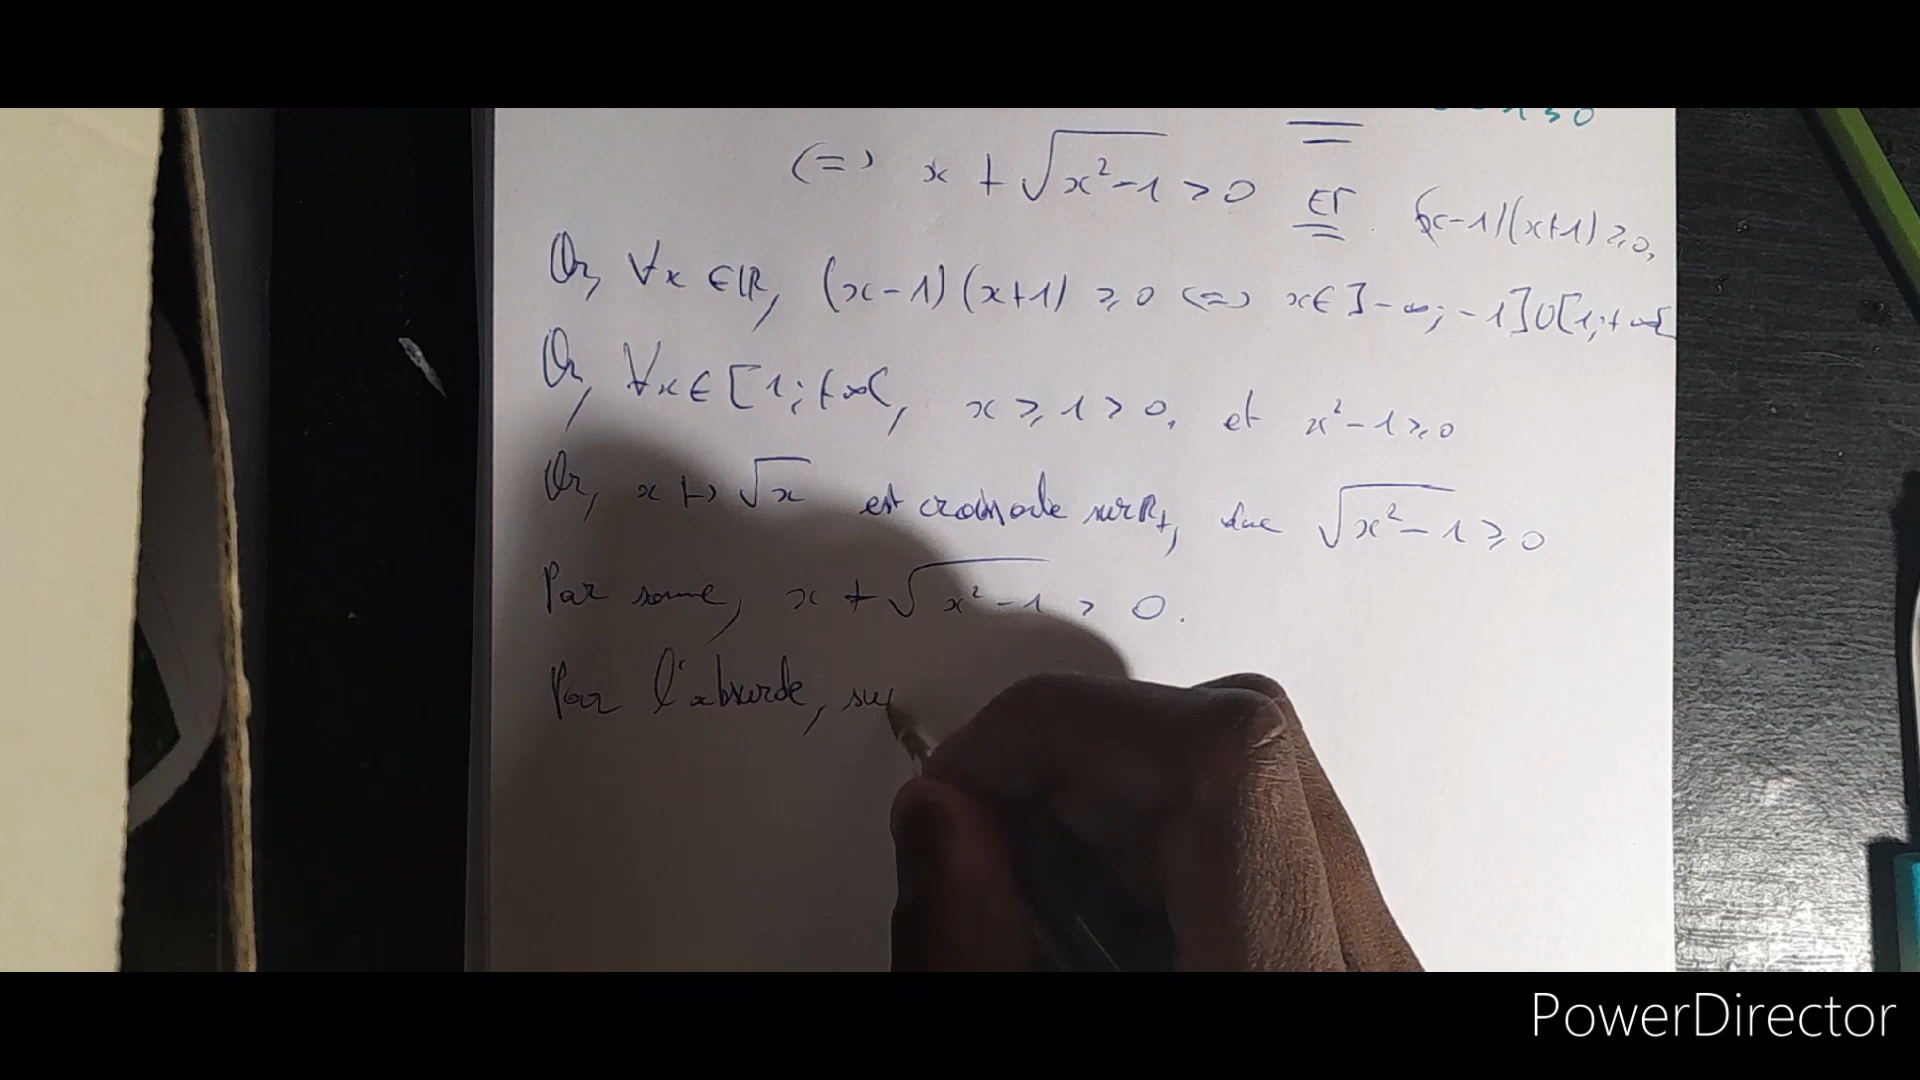 x > 0
(=) x + √(x²-1) > 0 ET (x-1)(x+1) ≥ 0,
Or, ∀x ∈ ℝ, (x-1)(x+1) ≥ 0 (=) x ∈ ]-∞; -1] ∪ [1; +∞[
Or, ∀x ∈ [1; +∞[, x ≥ 1 > 0, et x²-1 ≥ 0
Or, x ↦ √x est croissante sur ℝ₊, donc √(x²-1) ≥ 0
Par somme, x + √(x²-1) > 0.
Par l'absurde, su
PowerDirector